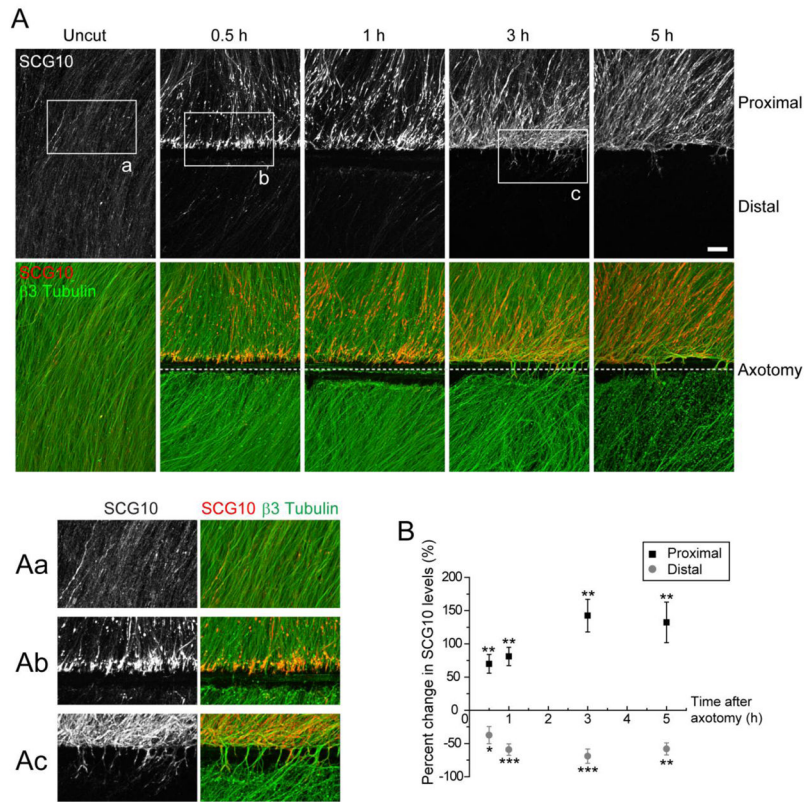 A
Uncut
0.5 h
1 h
3 h
5 h
SCG10
a
b
c
Proximal
Distal
SCG10
β3 Tubulin
Axotomy
SCG10
SCG10 β3 Tubulin
Aa
Ab
Ac
B
Proximal
Distal
Percent change in SCG10 levels (%)
200
150
100
50
0
-50
-100
** ** ** **
0 1 2 3 4 5
Time after
axotomy (h)
* *** *** **